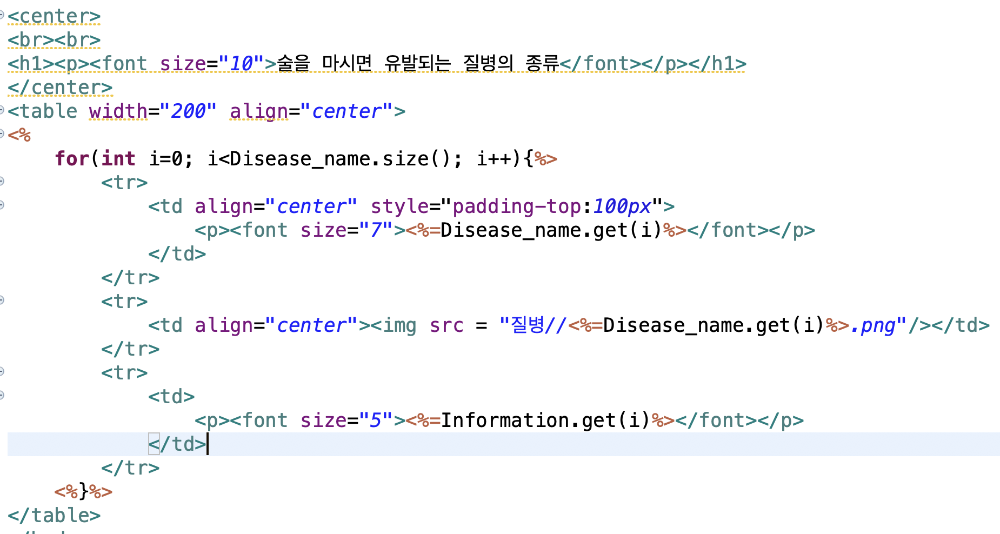 <center>
<br><br>
<h1><p><font size="10">술을 마시면 유발되는 질병의 종류</font></p></h1>
</center>
<table width="200" align="center">
<%
    for(int i=0; i<Disease_name.size(); i++){%>
        <tr>
            <td align="center" style="padding-top:100px">
                <p><font size="7"><%=Disease_name.get(i)%></font></p>
            </td>
        </tr>
        <tr>
            <td align="center"><img src = "질병//<%=Disease_name.get(i)%>.png"/></td>
        </tr>
        <tr>
            <td>
                <p><font size="5"><%=Information.get(i)%></font></p>
            </td>
        </tr>
    <%}%>
</table>